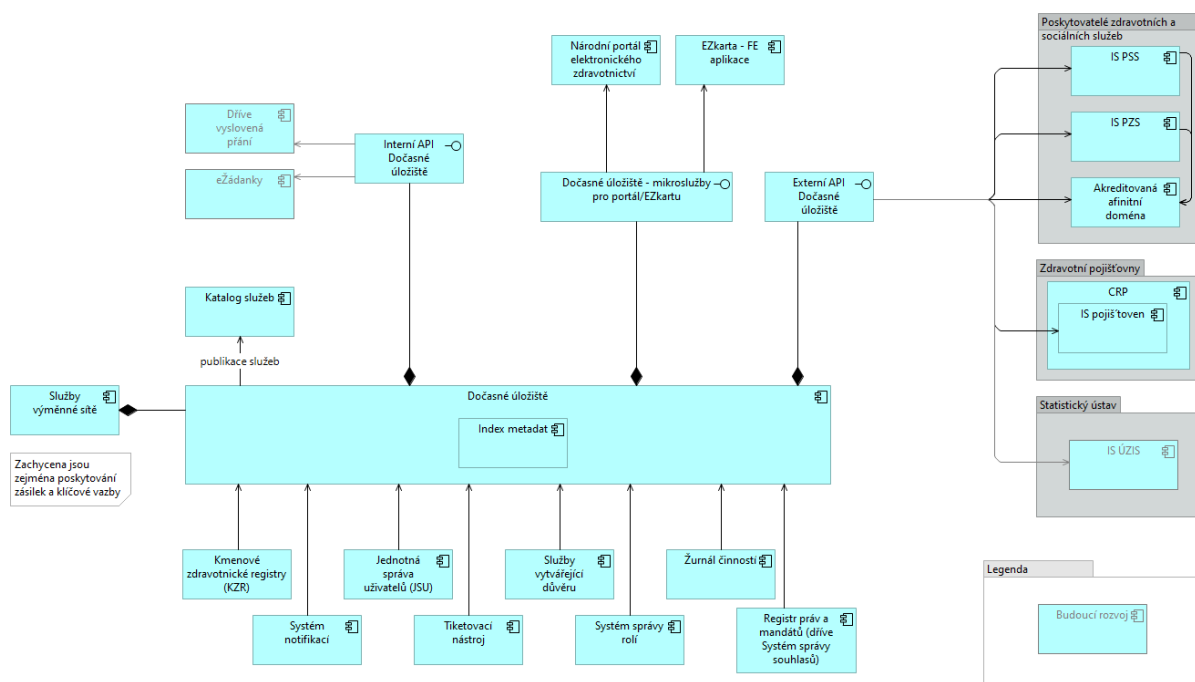 Poskytovatelé zdravotních a
sociálních služeb
Národní portál
elektronického
zdravotnictví
EZkarta - FE
aplikace
IS PSS
Dříve
vyslovená
přání
Interní API
Dočasné
úložiště
IS PZS
eŽádanky
Dočasné úložiště - mikroslužby
pro portál/EZkartu
Externí API
Dočasné
úložiště
Akreditovaná
afinitní
doména
Zdravotní pojišťovny
CRP
IS pojišťoven
Katalog služeb
publikace služeb
Služby
výměnné sítě
Dočasné úložiště
Index metadat
Statistický ústav
IS ÚZIS
Zachycena jsou
zejména poskytování
zásilek a klíčové vazby
Kmenové
zdravotnické registry
(KZR)
Jednotná
správa
uživatelů (JSU)
Služby
vytvářející
důvěru
Žurnál činností
Systém
notifikací
Tiketovací
nástroj
Systém správy
rolí
Registr práv a
mandátů (dříve
Systém správy
souhlasů)
Legenda
Budoucí rozvoj